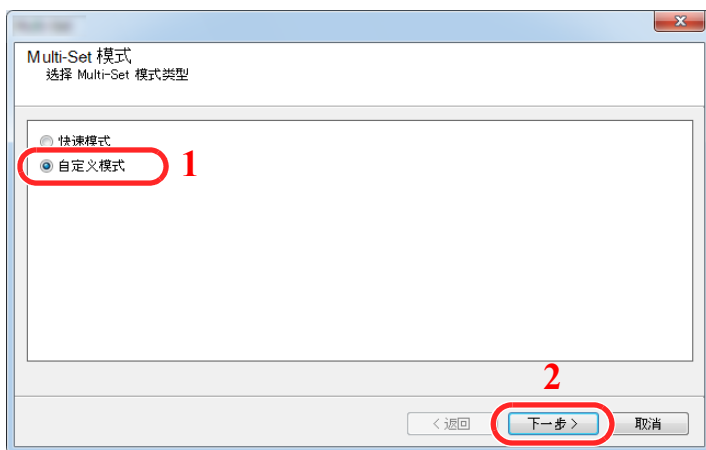 Multi-Set 模式
选择 Multi-Set 模式类型
快速模式
自定义模式 1
2
< 返回 下一步 > 取消